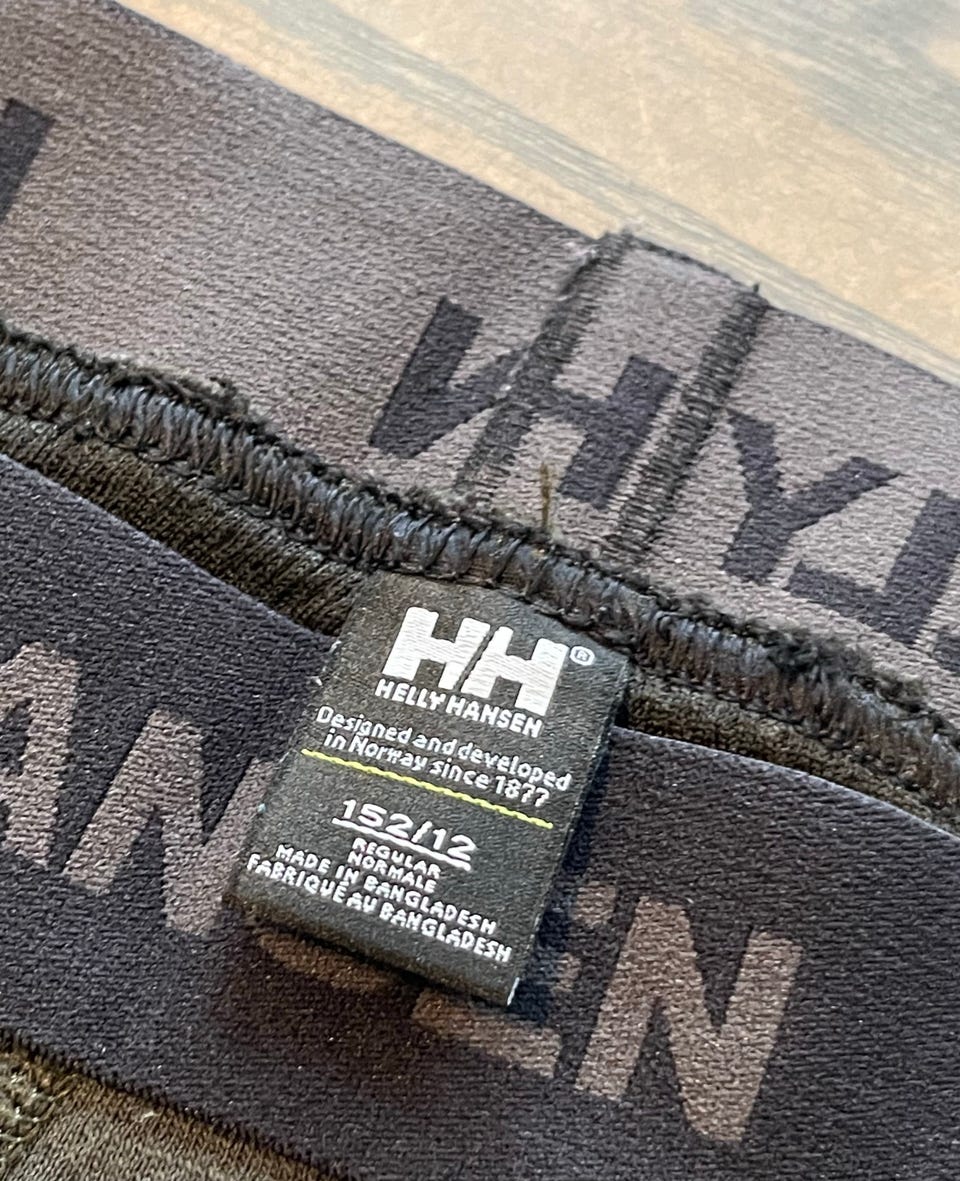 HH®
HELLY HANSEN
Designed and developed
in Norway since 1877
152/12
REGULAR
NORMALE
MADE IN BANGLADESH
FABRIQUÉ AU BANGLADESH